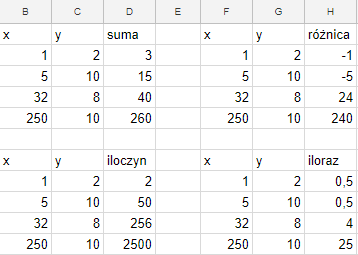 B C D E F G H
x y suma x y różnica
1 2 3 1 2 -1
5 10 15 5 10 -5
32 8 40 32 8 24
250 10 260 250 10 240
x y iloczyn x y iloraz
1 2 2 1 2 0,5
5 10 50 5 10 0,5
32 8 256 32 8 4
250 10 2500 250 10 25